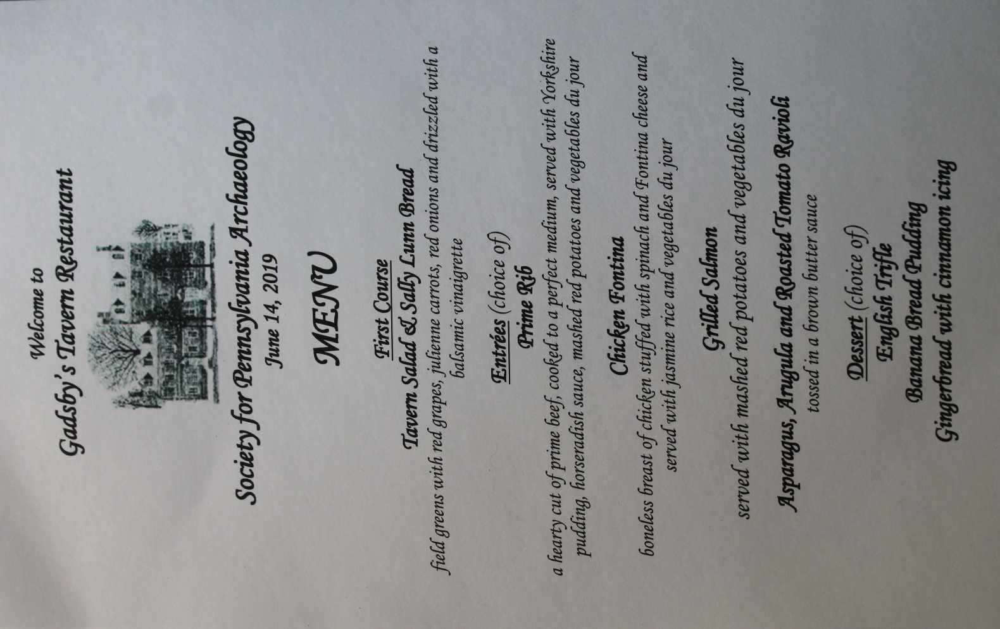 Welcome to
Gadsby's Tavern Restaurant
Society for Pennsylvania Archaeology
June 14, 2019
MENU
First Course
Tavern Salad & Sally Lunn Bread
field greens with red grapes, julienne carrots, red onions and drizzled with a
balsamic vinaigrette
Entrées (choice of)
Prime Rib
a hearty cut of prime beef, cooked to a perfect medium, served with Yorkshire
pudding, horseradish sauce, mashed red potatoes and vegetables du jour
Chicken Fontina
boneless breast of chicken stuffed with spinach and Fontina cheese and
served with jasmine rice and vegetables du jour
Grilled Salmon
served with mashed red potatoes and vegetables du jour
Asparagus, Arugula and Roasted Tomato Ravioli
tossed in a brown butter sauce
Dessert (choice of)
English Trifle
Banana Bread Pudding
Gingerbread with cinnamon icing